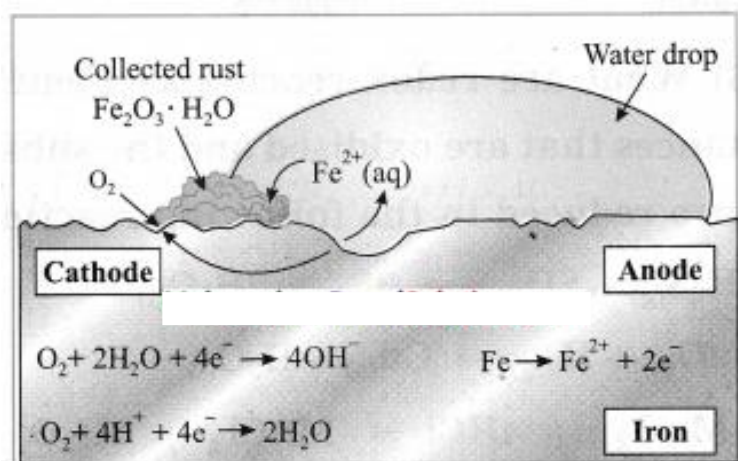 Water drop
Collected rust
Fe₂O₃ · H₂O
O₂
Fe²⁺(aq)
Cathode
Anode
O₂+ 2H₂O + 4e⁻ → 4OH⁻
Fe → Fe²⁺ + 2e⁻
O₂+ 4H⁺ + 4e⁻ → 2H₂O
Iron